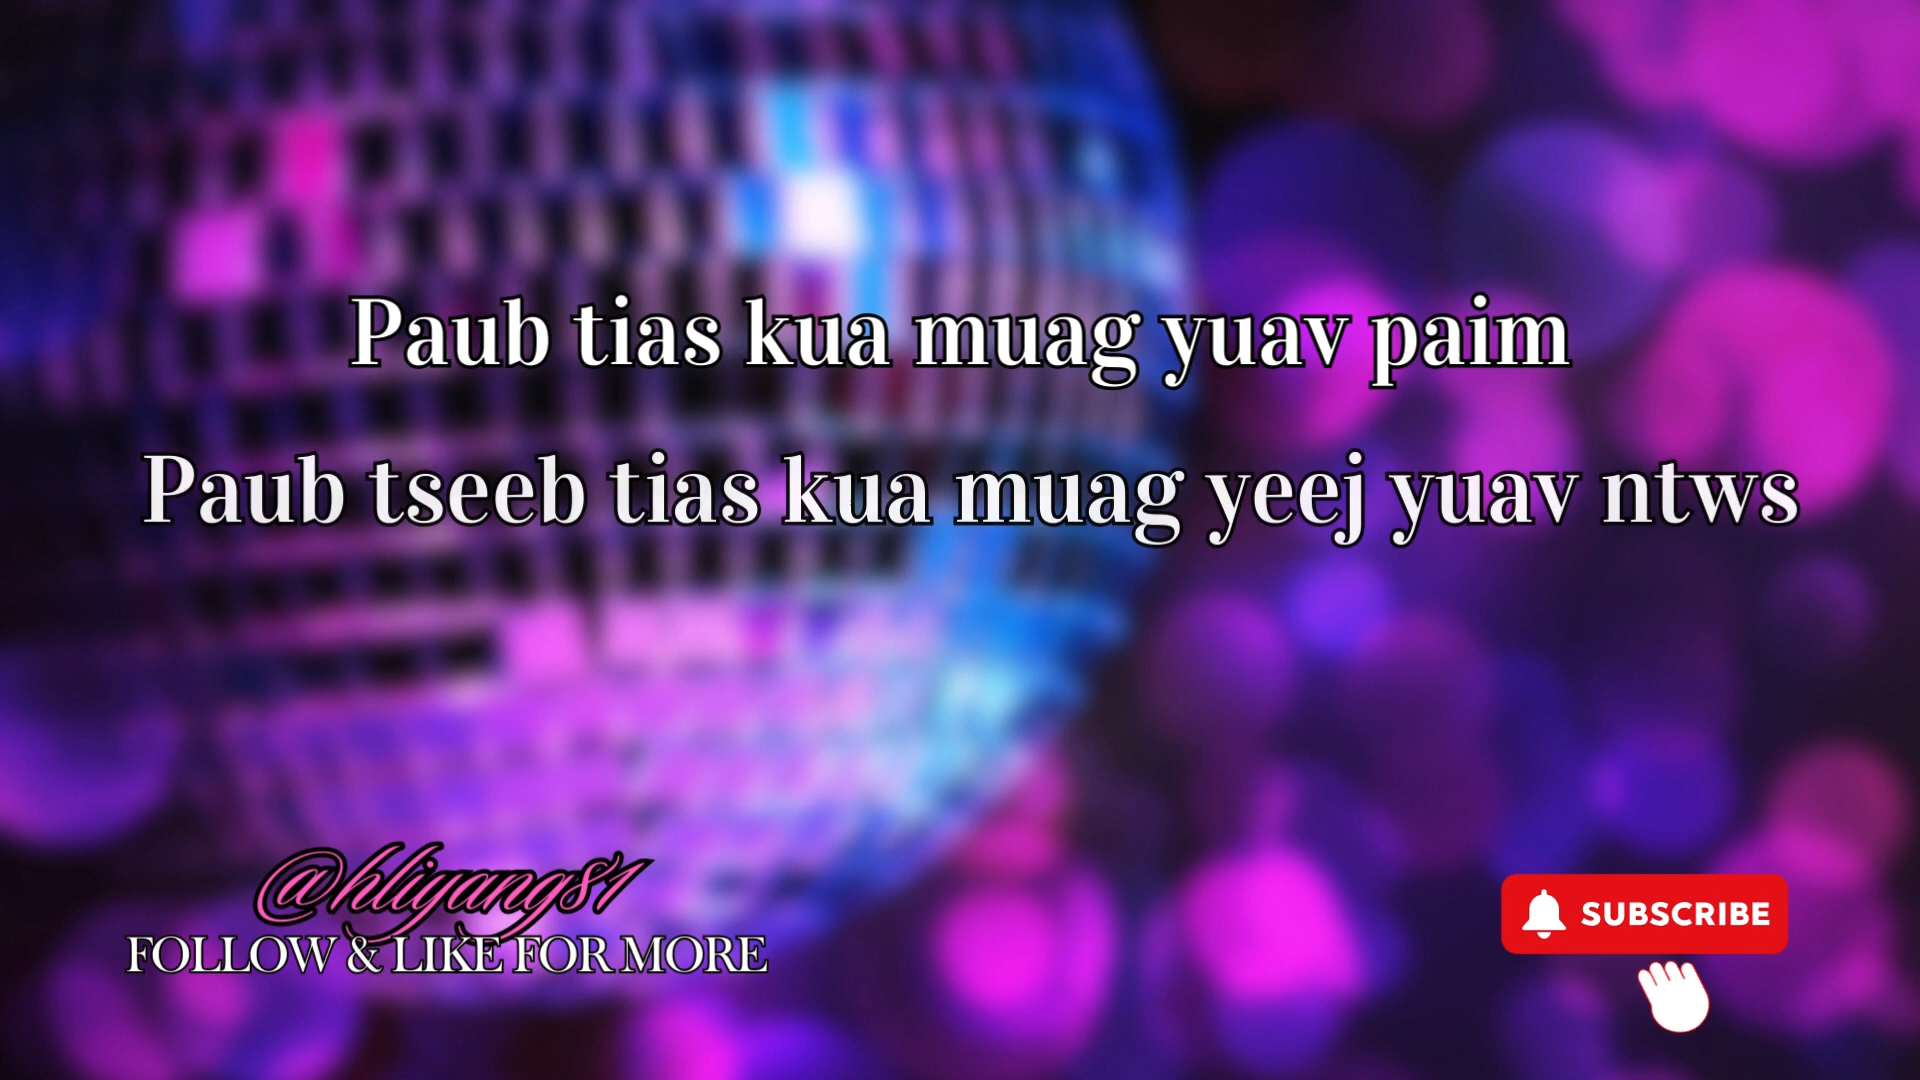 Paub tias kua muag yuav paim
Paub tseeb tias kua muag yeej yuav ntws
@hliyang81
FOLLOW & LIKE FOR MORE
SUBSCRIBE